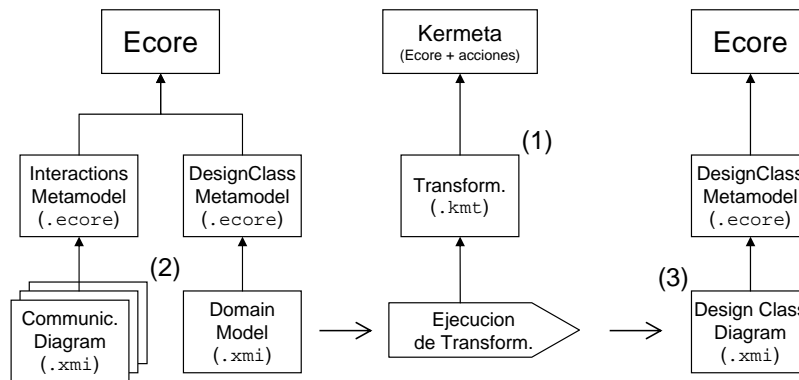 Ecore
Kermeta
(Ecore + acciones)
Ecore
(1)
Interactions
Metamodel
(.ecore)
DesignClass
Metamodel
(.ecore)
Transform.
(.kmt)
DesignClass
Metamodel
(.ecore)
(2)
(3)
Communic.
Diagram
(.xmi)
Domain
Model
(.xmi)
Ejecucion
de Transform.
Design Class
Diagram
(.xmi)